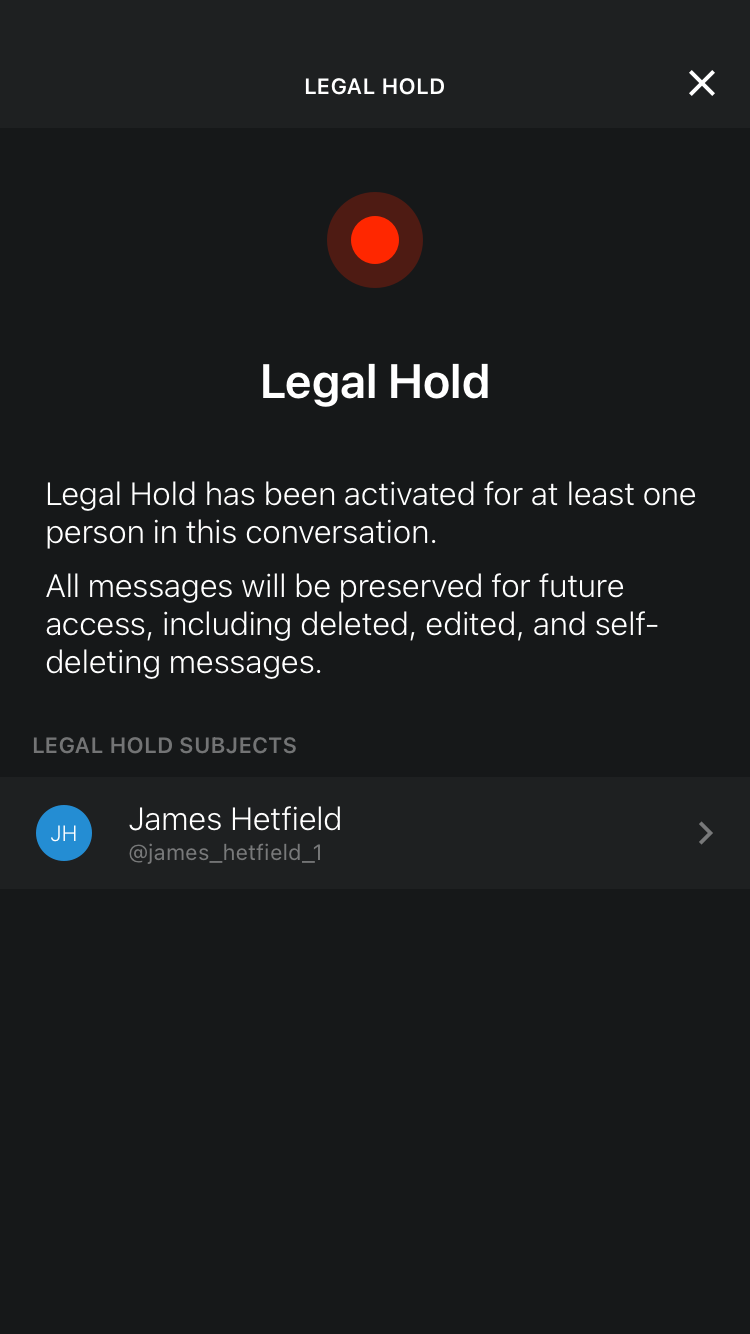 LEGAL HOLD
Legal Hold
Legal Hold has been activated for at least one
person in this conversation.
All messages will be preserved for future
access, including deleted, edited, and self-
deleting messages.
LEGAL HOLD SUBJECTS
JH
James Hetfield
@james_hetfield_1